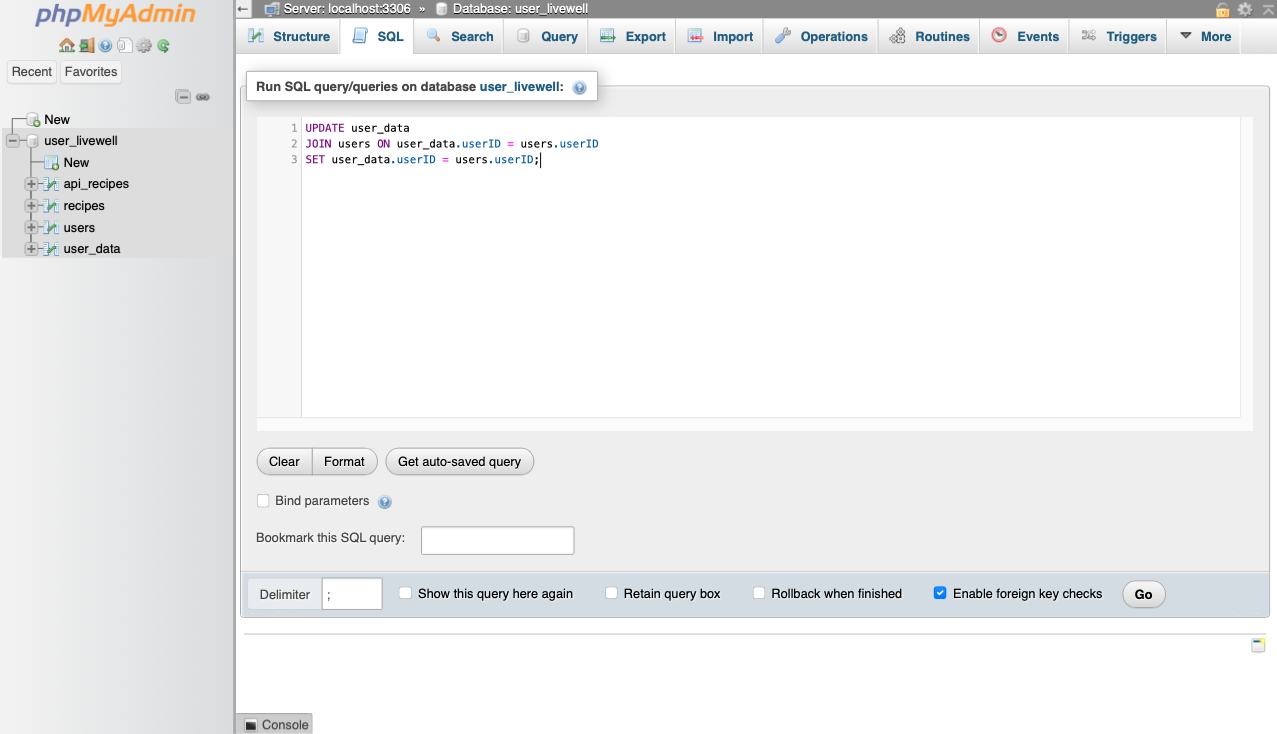 phpMyAdmin
Recent Favorites
New
user_livewell
New
api_recipes
recipes
users
user_data
Server: localhost:3306 » Database: user_livewell
Structure SQL Search Query Export Import Operations Routines Events Triggers More
Run SQL query/queries on database user_livewell:
1 UPDATE user_data
2 JOIN users ON user_data.userID = users.userID
3 SET user_data.userID = users.userID;
Clear Format Get auto-saved query
Bind parameters
Bookmark this SQL query:
Delimiter ; Show this query here again Retain query box Rollback when finished Enable foreign key checks Go
Console